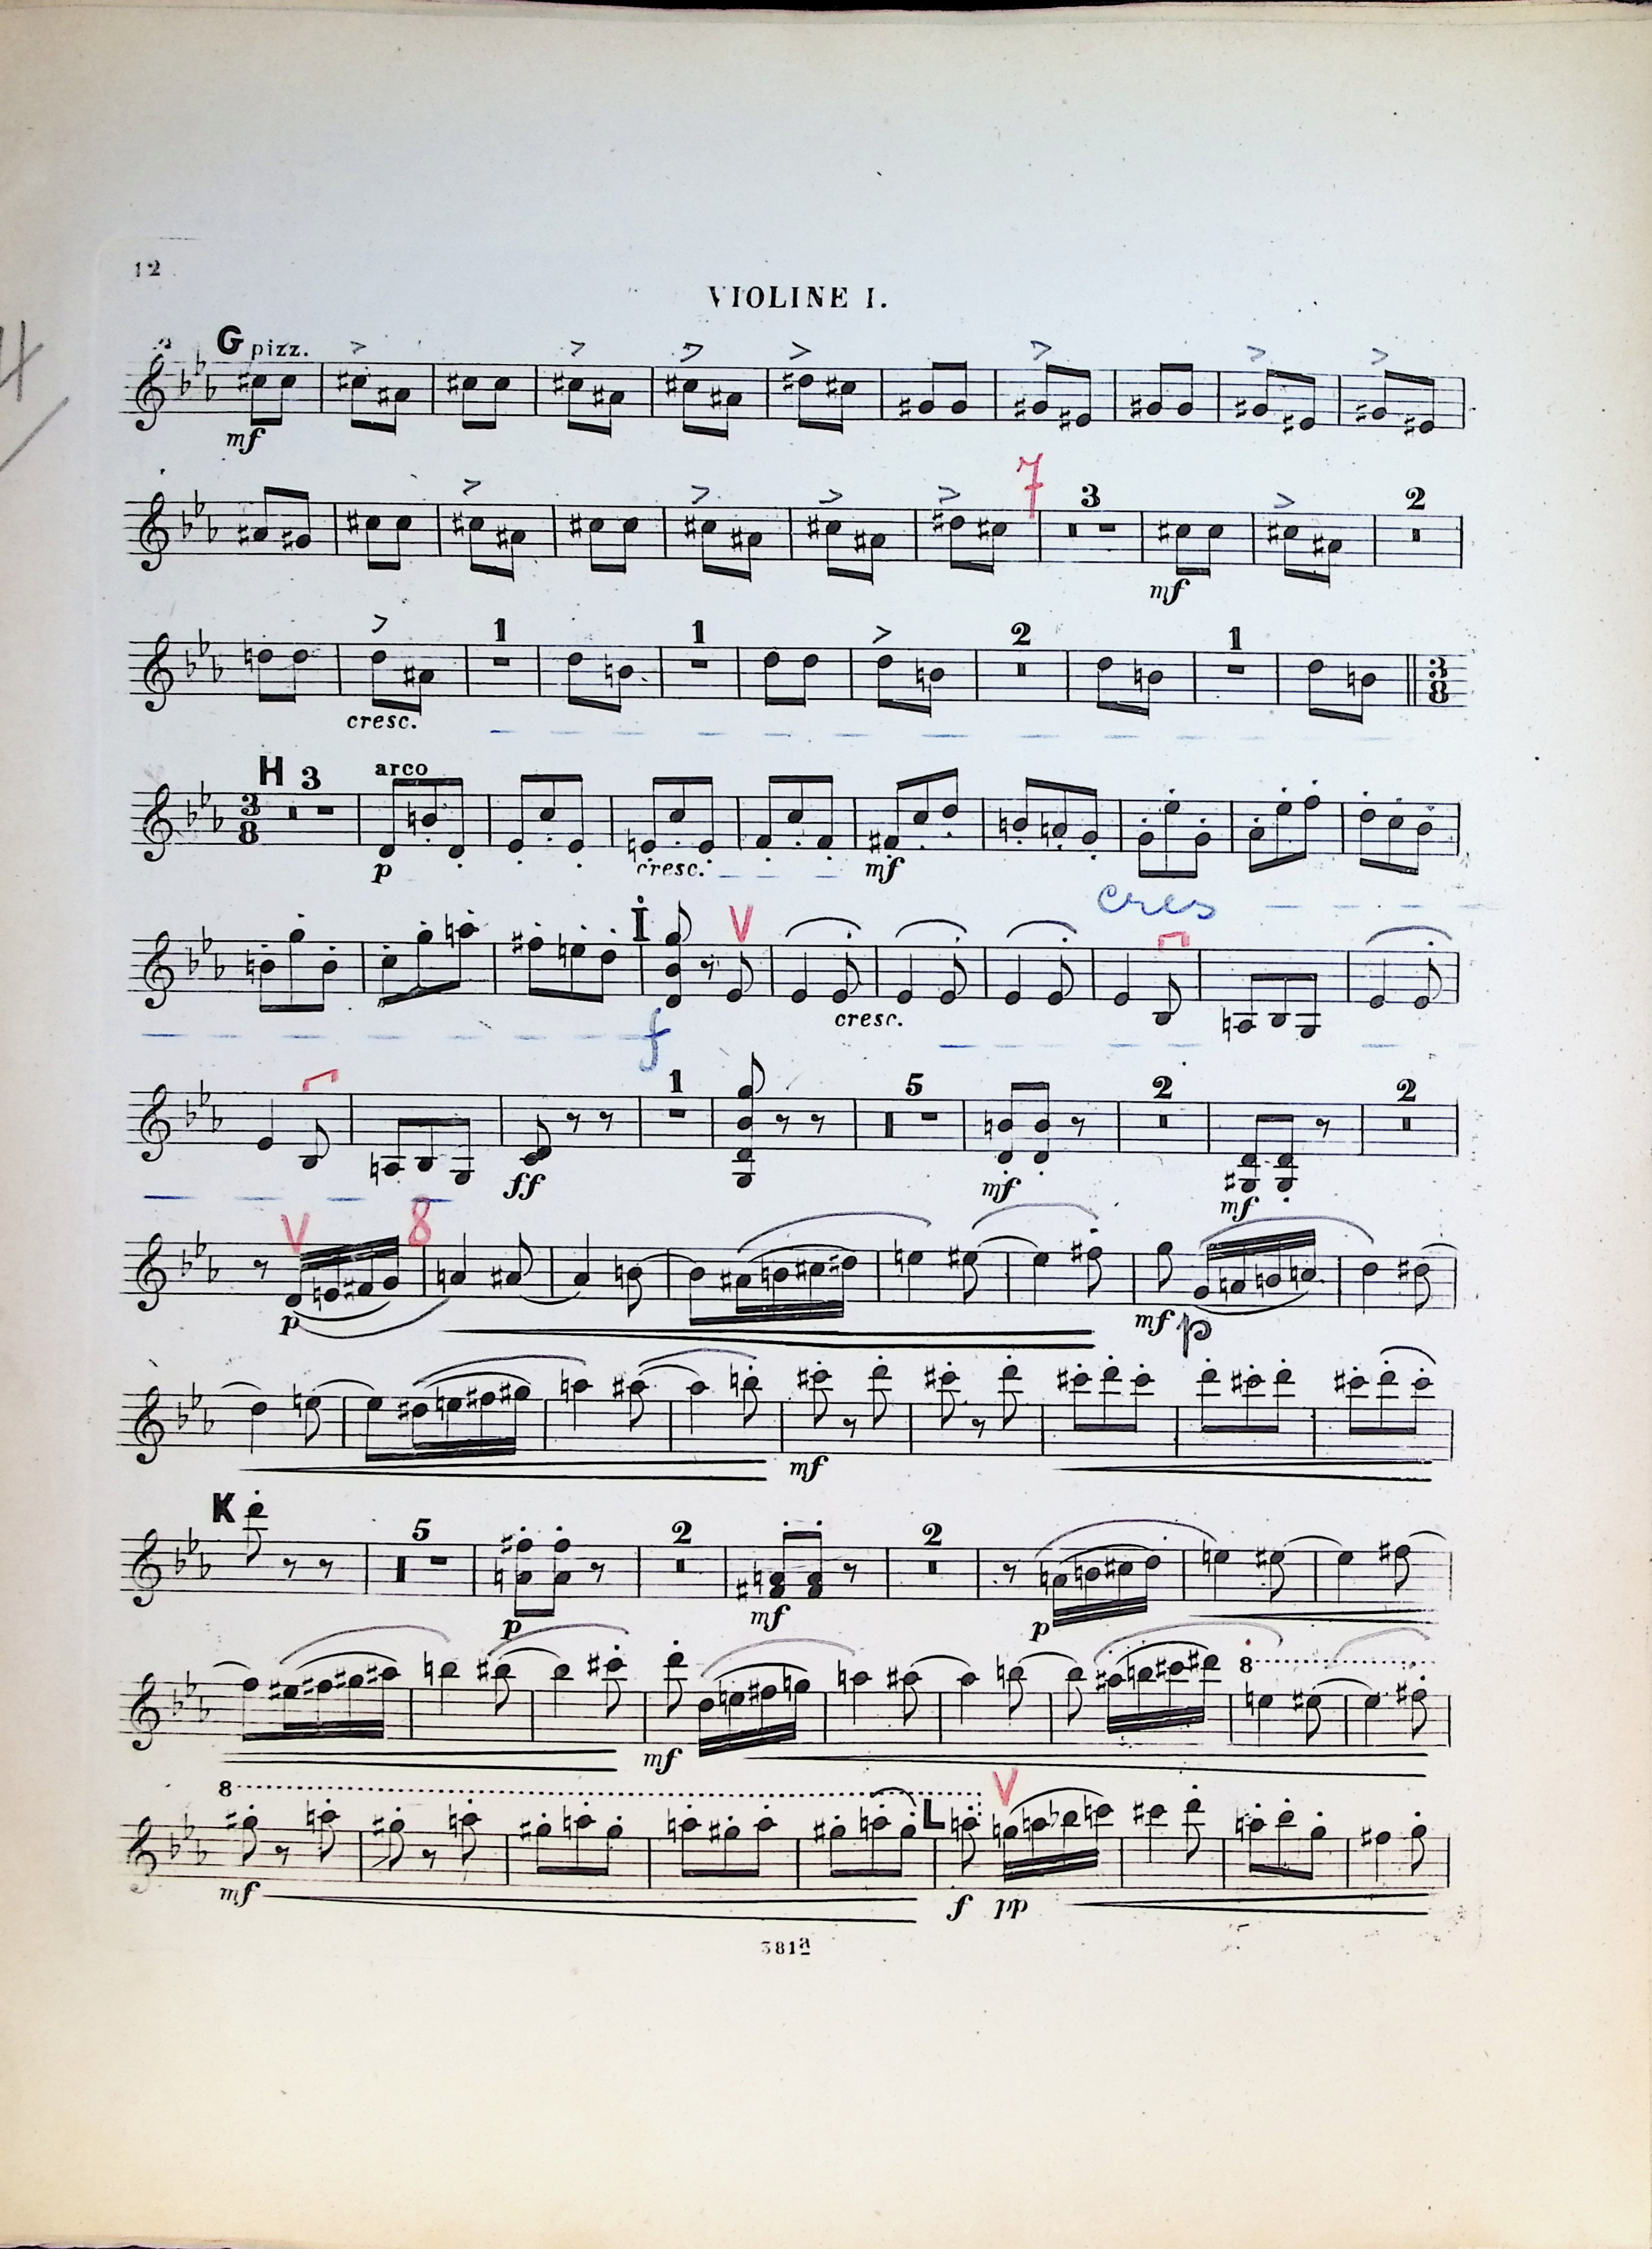 12
VIOLINE I.
G pizz.
mf
7
3
2
mf
1
1
2
1
cresc.
3
8
H 3 arco
3
8
p cresc. mf
cres
I V
cresc.
f
1 5 2 2
ff mf mf
V 8
p mf p
mf
K 5 2 2
p mf p
8
mf
8
L V
mf f pp
381a